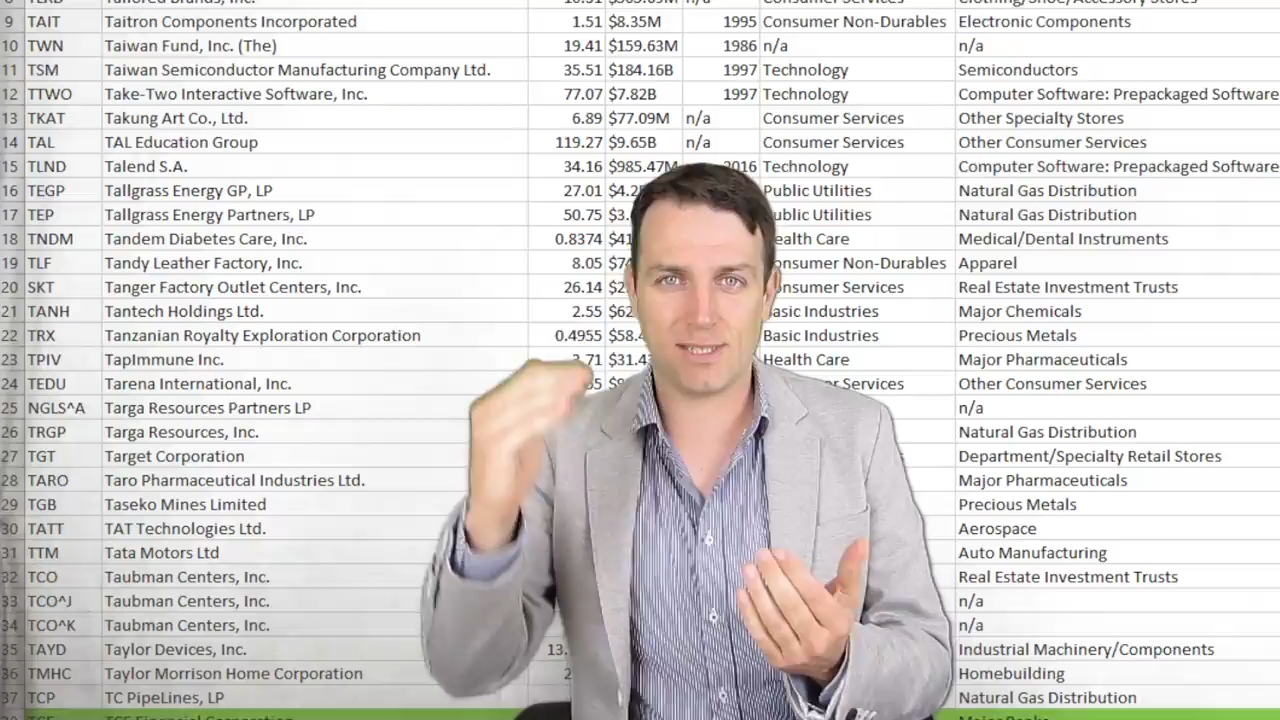 9 TAIT Taitron Components Incorporated 1.51 $8.35M 1995 Consumer Non-Durables Electronic Components
10 TWN Taiwan Fund, Inc. (The) 19.41 $159.63M 1986 n/a n/a
11 TSM Taiwan Semiconductor Manufacturing Company Ltd. 35.51 $184.16B 1997 Technology Semiconductors
12 TTWO Take-Two Interactive Software, Inc. 77.07 $7.82B 1997 Technology Computer Software: Prepackaged Software
13 TKAT Takung Art Co., Ltd. 6.89 $77.09M n/a Consumer Services Other Specialty Stores
14 TAL TAL Education Group 119.27 $9.65B n/a Consumer Services Other Consumer Services
15 TLND Talend S.A. 34.16 $985.47M 2016 Technology Computer Software: Prepackaged Software
16 TEGP Tallgrass Energy GP, LP 27.01 Public Utilities Natural Gas Distribution
17 TEP Tallgrass Energy Partners, LP 50.75 Utilities Natural Gas Distribution
18 TNDM Tandem Diabetes Care, Inc. 0.8374 Care Medical/Dental Instruments
19 TLF Tandy Leather Factory, Inc. 8.05 Non-Durables Apparel
20 SKT Tanger Factory Outlet Centers, Inc. 26.14 Services Real Estate Investment Trusts
21 TANH Tantech Holdings Ltd. 2.55 Basic Industries Major Chemicals
22 TRX Tanzanian Royalty Exploration Corporation 0.4955 Basic Industries Precious Metals
23 TPIV TapImmune Inc. Health Care Major Pharmaceuticals
24 TEDU Tarena International, Inc. Services Other Consumer Services
25 NGLS^A Targa Resources Partners LP n/a
26 TRGP Targa Resources, Inc. Natural Gas Distribution
27 TGT Target Corporation Department/Specialty Retail Stores
28 TARO Taro Pharmaceutical Industries Ltd. Major Pharmaceuticals
29 TGB Taseko Mines Limited Precious Metals
30 TATT TAT Technologies Ltd. Aerospace
31 TTM Tata Motors Ltd Auto Manufacturing
32 TCO Taubman Centers, Inc. Real Estate Investment Trusts
33 TCO^J Taubman Centers, Inc. n/a
34 TCO^K Taubman Centers, Inc. n/a
35 TAYD Taylor Devices, Inc. Industrial Machinery/Components
36 TMHC Taylor Morrison Home Corporation Homebuilding
37 TCP TC PipeLines, LP Natural Gas Distribution